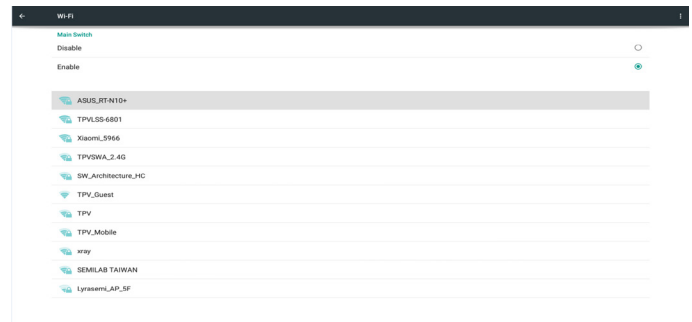 Wi-Fi
Main Switch
Disable
Enable
ASUS_RT-N10+
TPVLSS-6801
Xiaomi_5966
TPVSWA_2.4G
SW_Architecture_HC
TPV_Guest
TPV
TPV_Mobile
xray
SEMILAB TAIWAN
Lyrasemi_AP_5F